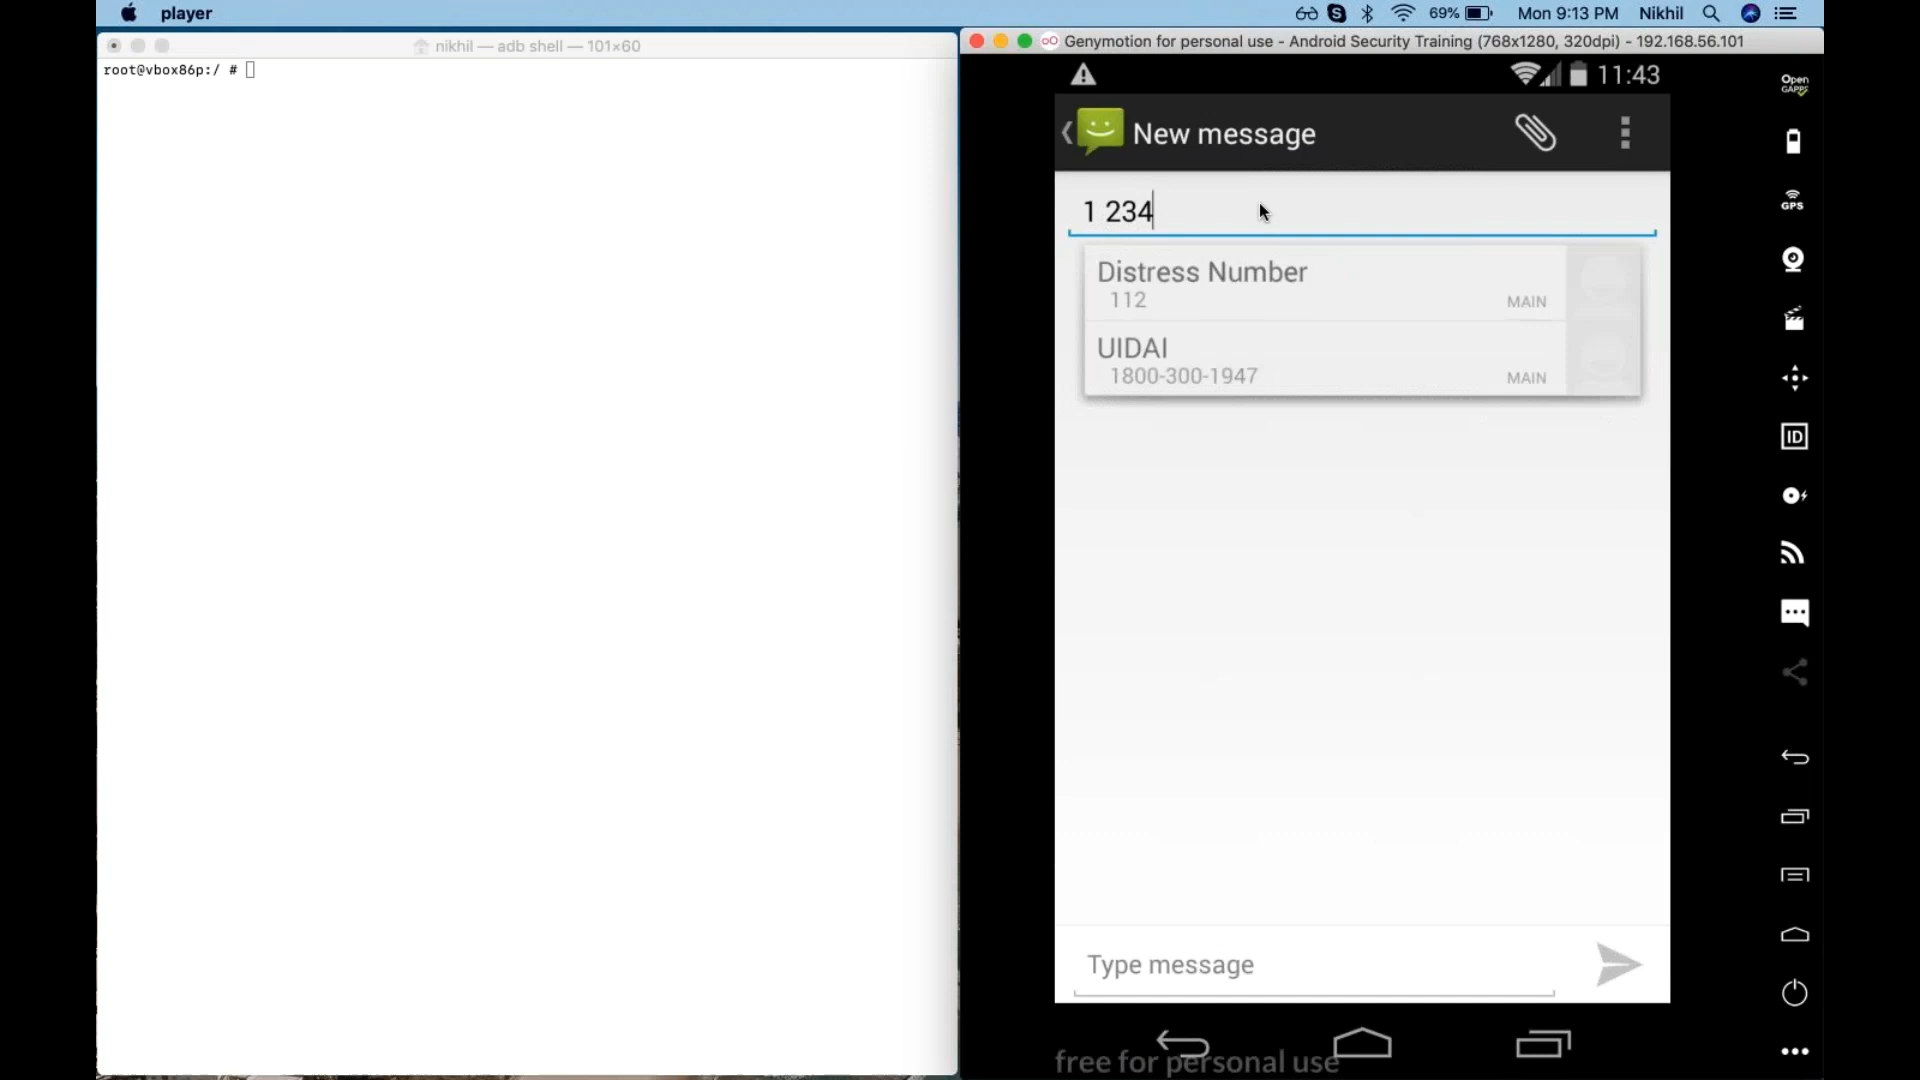 player
69%
Mon 9:13 PM
Nikhil
nikhil — adb shell — 101×60
root@vbox86p:/ #
Genymotion for personal use - Android Security Training (768x1280, 320dpi) - 192.168.56.101
11:43
New message
1 234
Distress Number
112
MAIN
UIDAI
1800-300-1947
MAIN
Type message
free for personal use
Open
GAPPS
GPS
ID